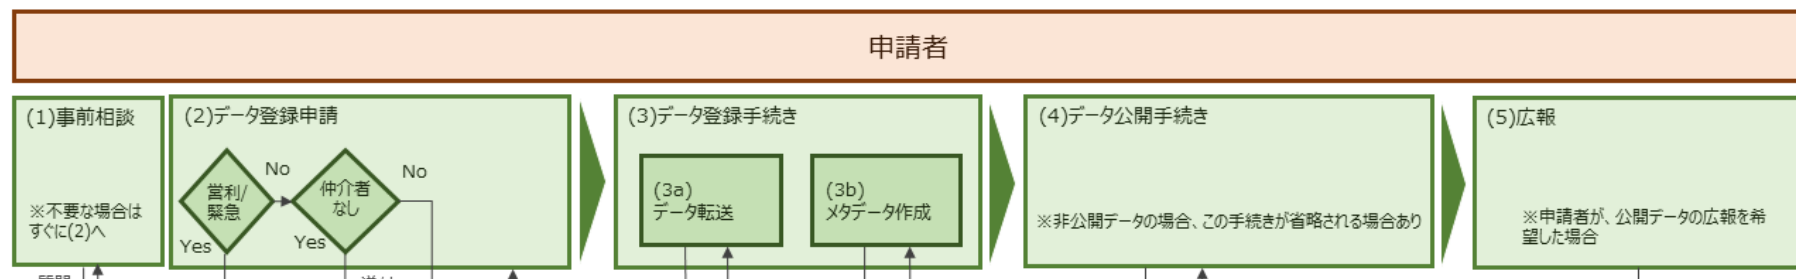 申請者
(1)事前相談
※不要な場合は
すぐに(2)へ
(2)データ登録申請
営利/
緊急
No
Yes
仲介者
なし
No
Yes
(3)データ登録手続き
(3a)
データ転送
(3b)
メタデータ作成
(4)データ公開手続き
※非公開データの場合、この手続きが省略される場合あり
(5)広報
※申請者が、公開データの広報を希
望した場合